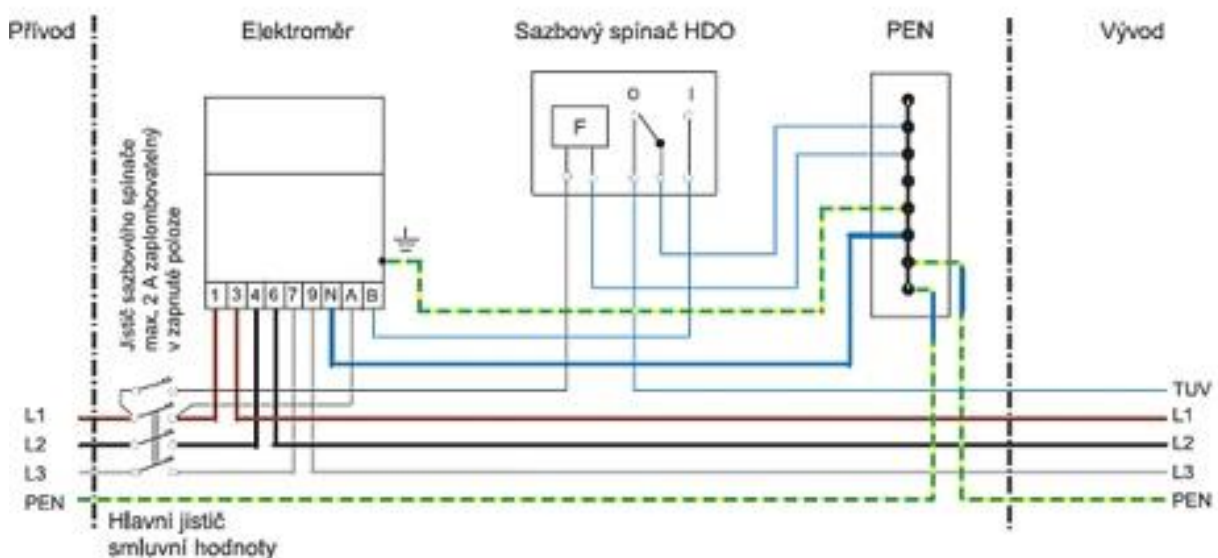 Přívod
Elektroměr
Sazbový spínač HDO
PEN
Vývod
Jistič sazbového spínače
max. 2 A zaplombovatelný
v zapnuté poloze
F
O
I
1 3 4 6 7 9 N A B
L1
L2
L3
PEN
TUV
L1
L2
L3
PEN
Hlavní jistič
smluvní hodnoty